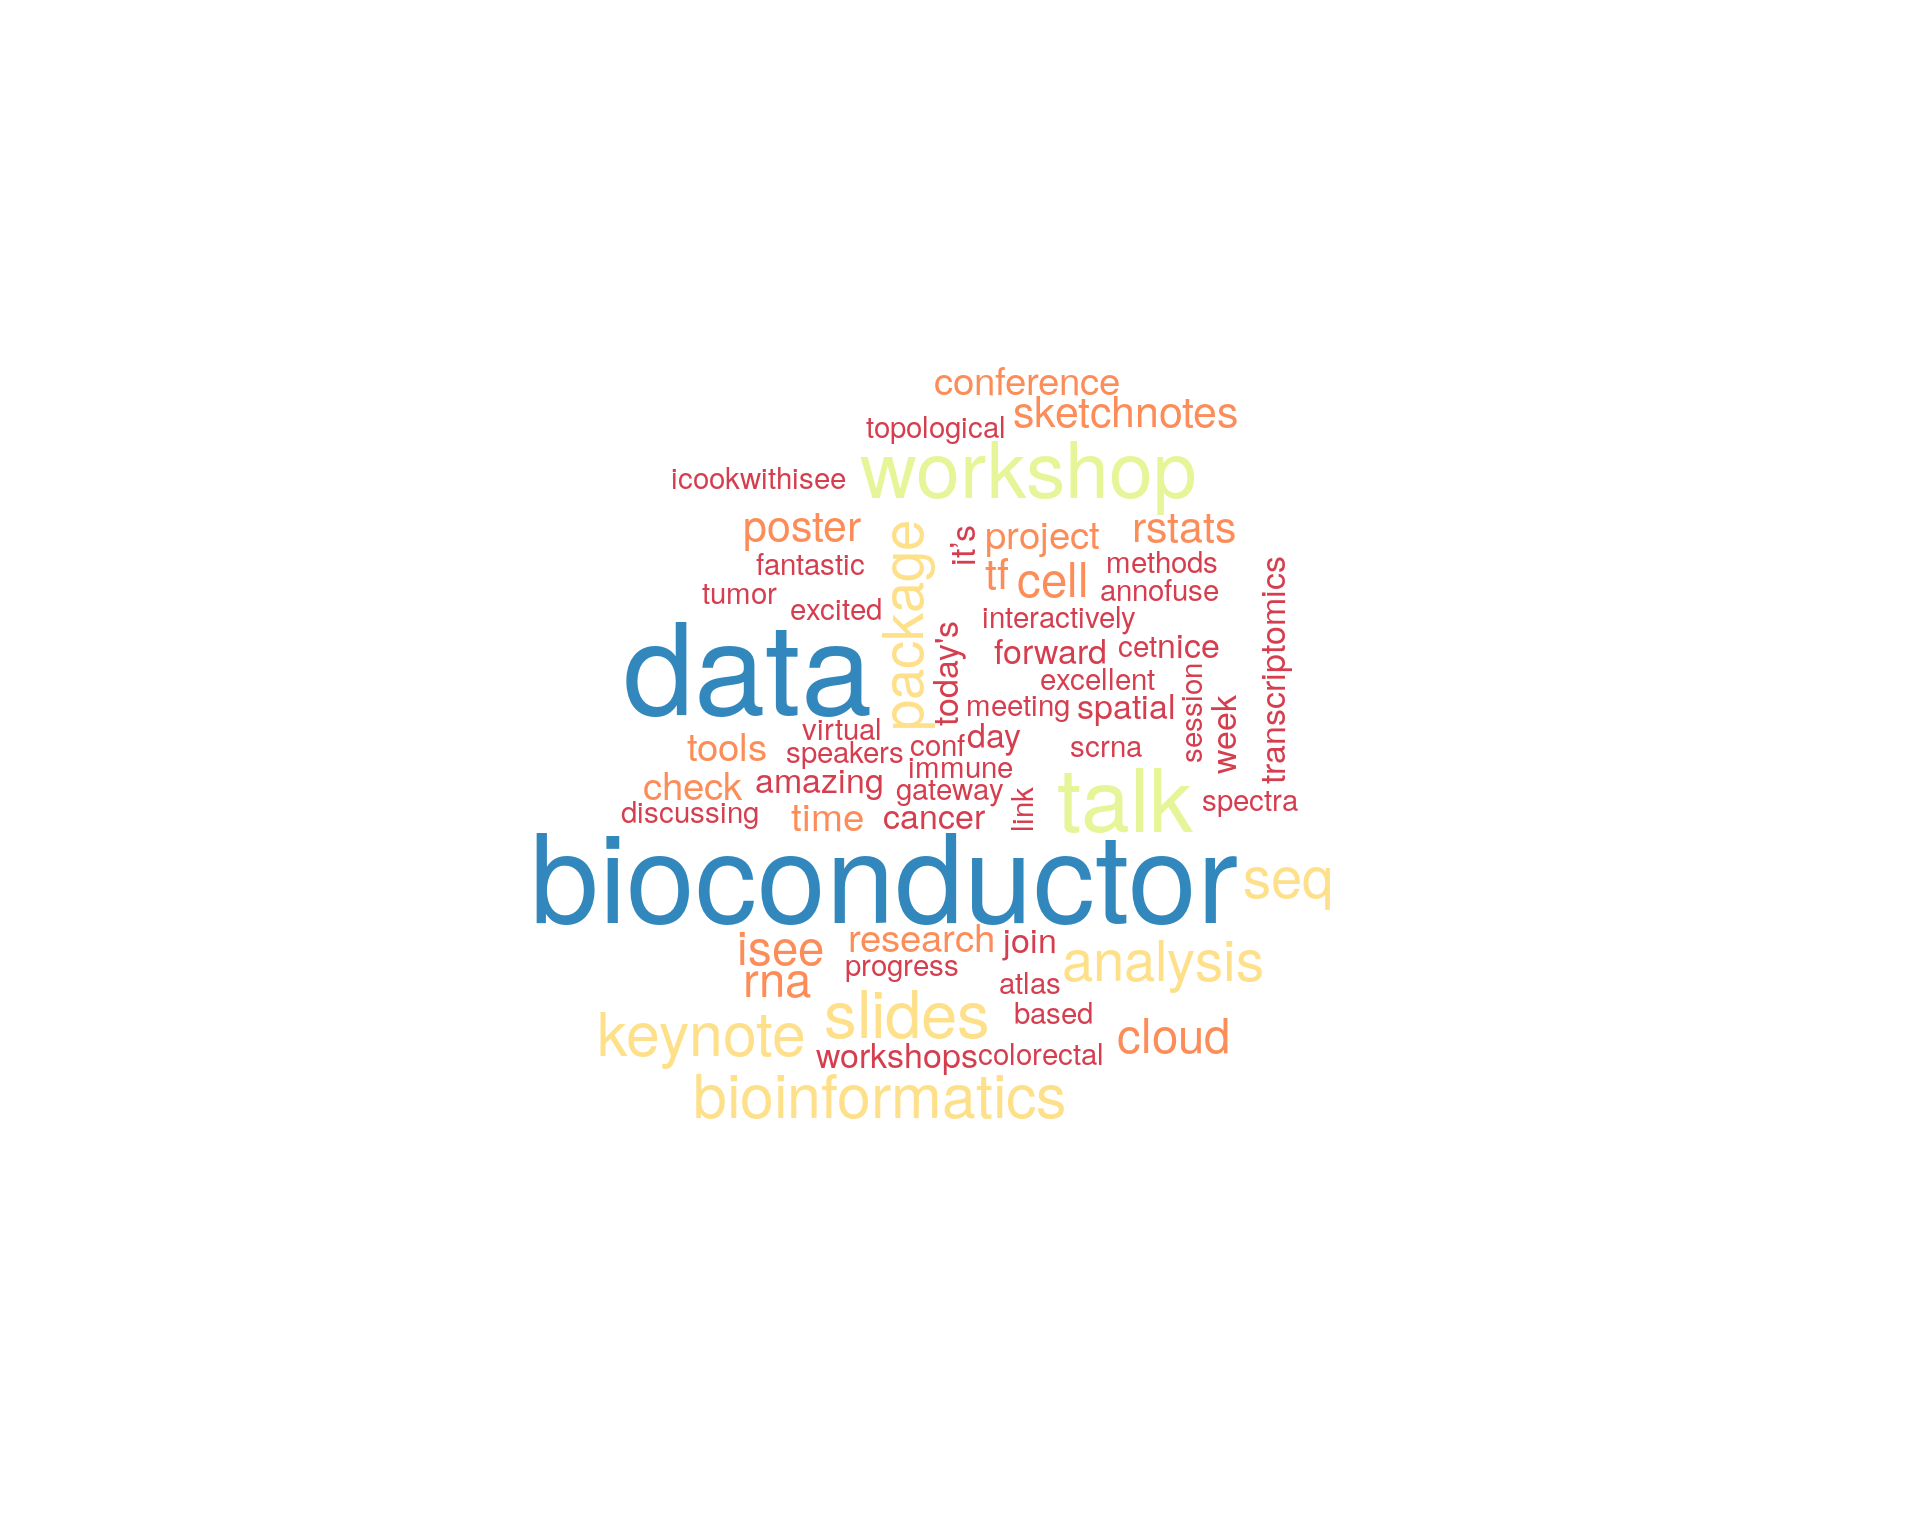 conference
sketchnotes
topological
workshop
icookwithisee
poster
package
it’s
project
rstats
fantastic
tf
cell
methods
transcriptomics
tumor
excited
annofuse
interactively
data
today's
forward
cet
nice
excellent
session
meeting
spatial
week
virtual
tools
speakers
conf
day
scrna
immune
check
amazing
gateway
link
talk
spectra
discussing
time
cancer
bioconductor
seq
isee
research
join
analysis
rna
progress
atlas
slides
based
keynote
cloud
workshops
colorectal
bioinformatics